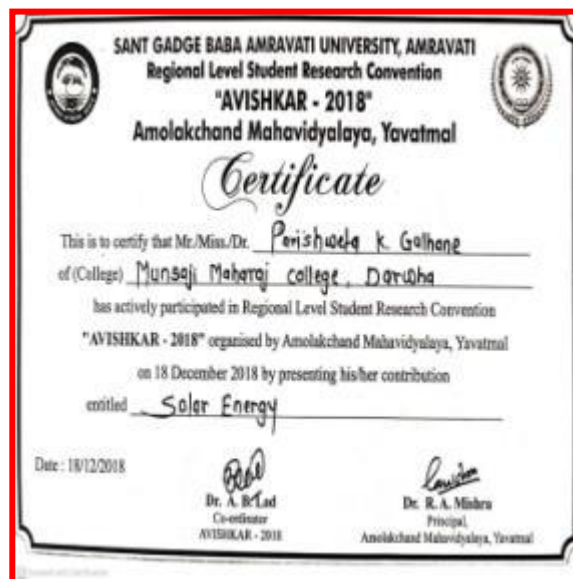 SANT GADGE BABA AMRAVATI UNIVERSITY, AMRAVATI
Regional Level Student Research Convention
"AVISHKAR - 2018"
Amolakchand Mahavidyalaya, Yavatmal
Certificate
This is to certify that Mr./Miss./Dr. Parishweta K. Galhane
of (College) Munsaji Maharaj College, Darwha
has actively participated in Regional Level Student Research Convention
"AVISHKAR - 2018" organised by Amolakchand Mahavidyalaya, Yavatmal
on 18 December 2018 by presenting his/her contribution
entitled Solar Energy
Date : 18/12/2018
Dr. A. B. Lad
Co-ordinator
AVISHKAR - 2018
Dr. R. A. Mishra
Principal,
Amolakchand Mahavidyalaya, Yavatmal